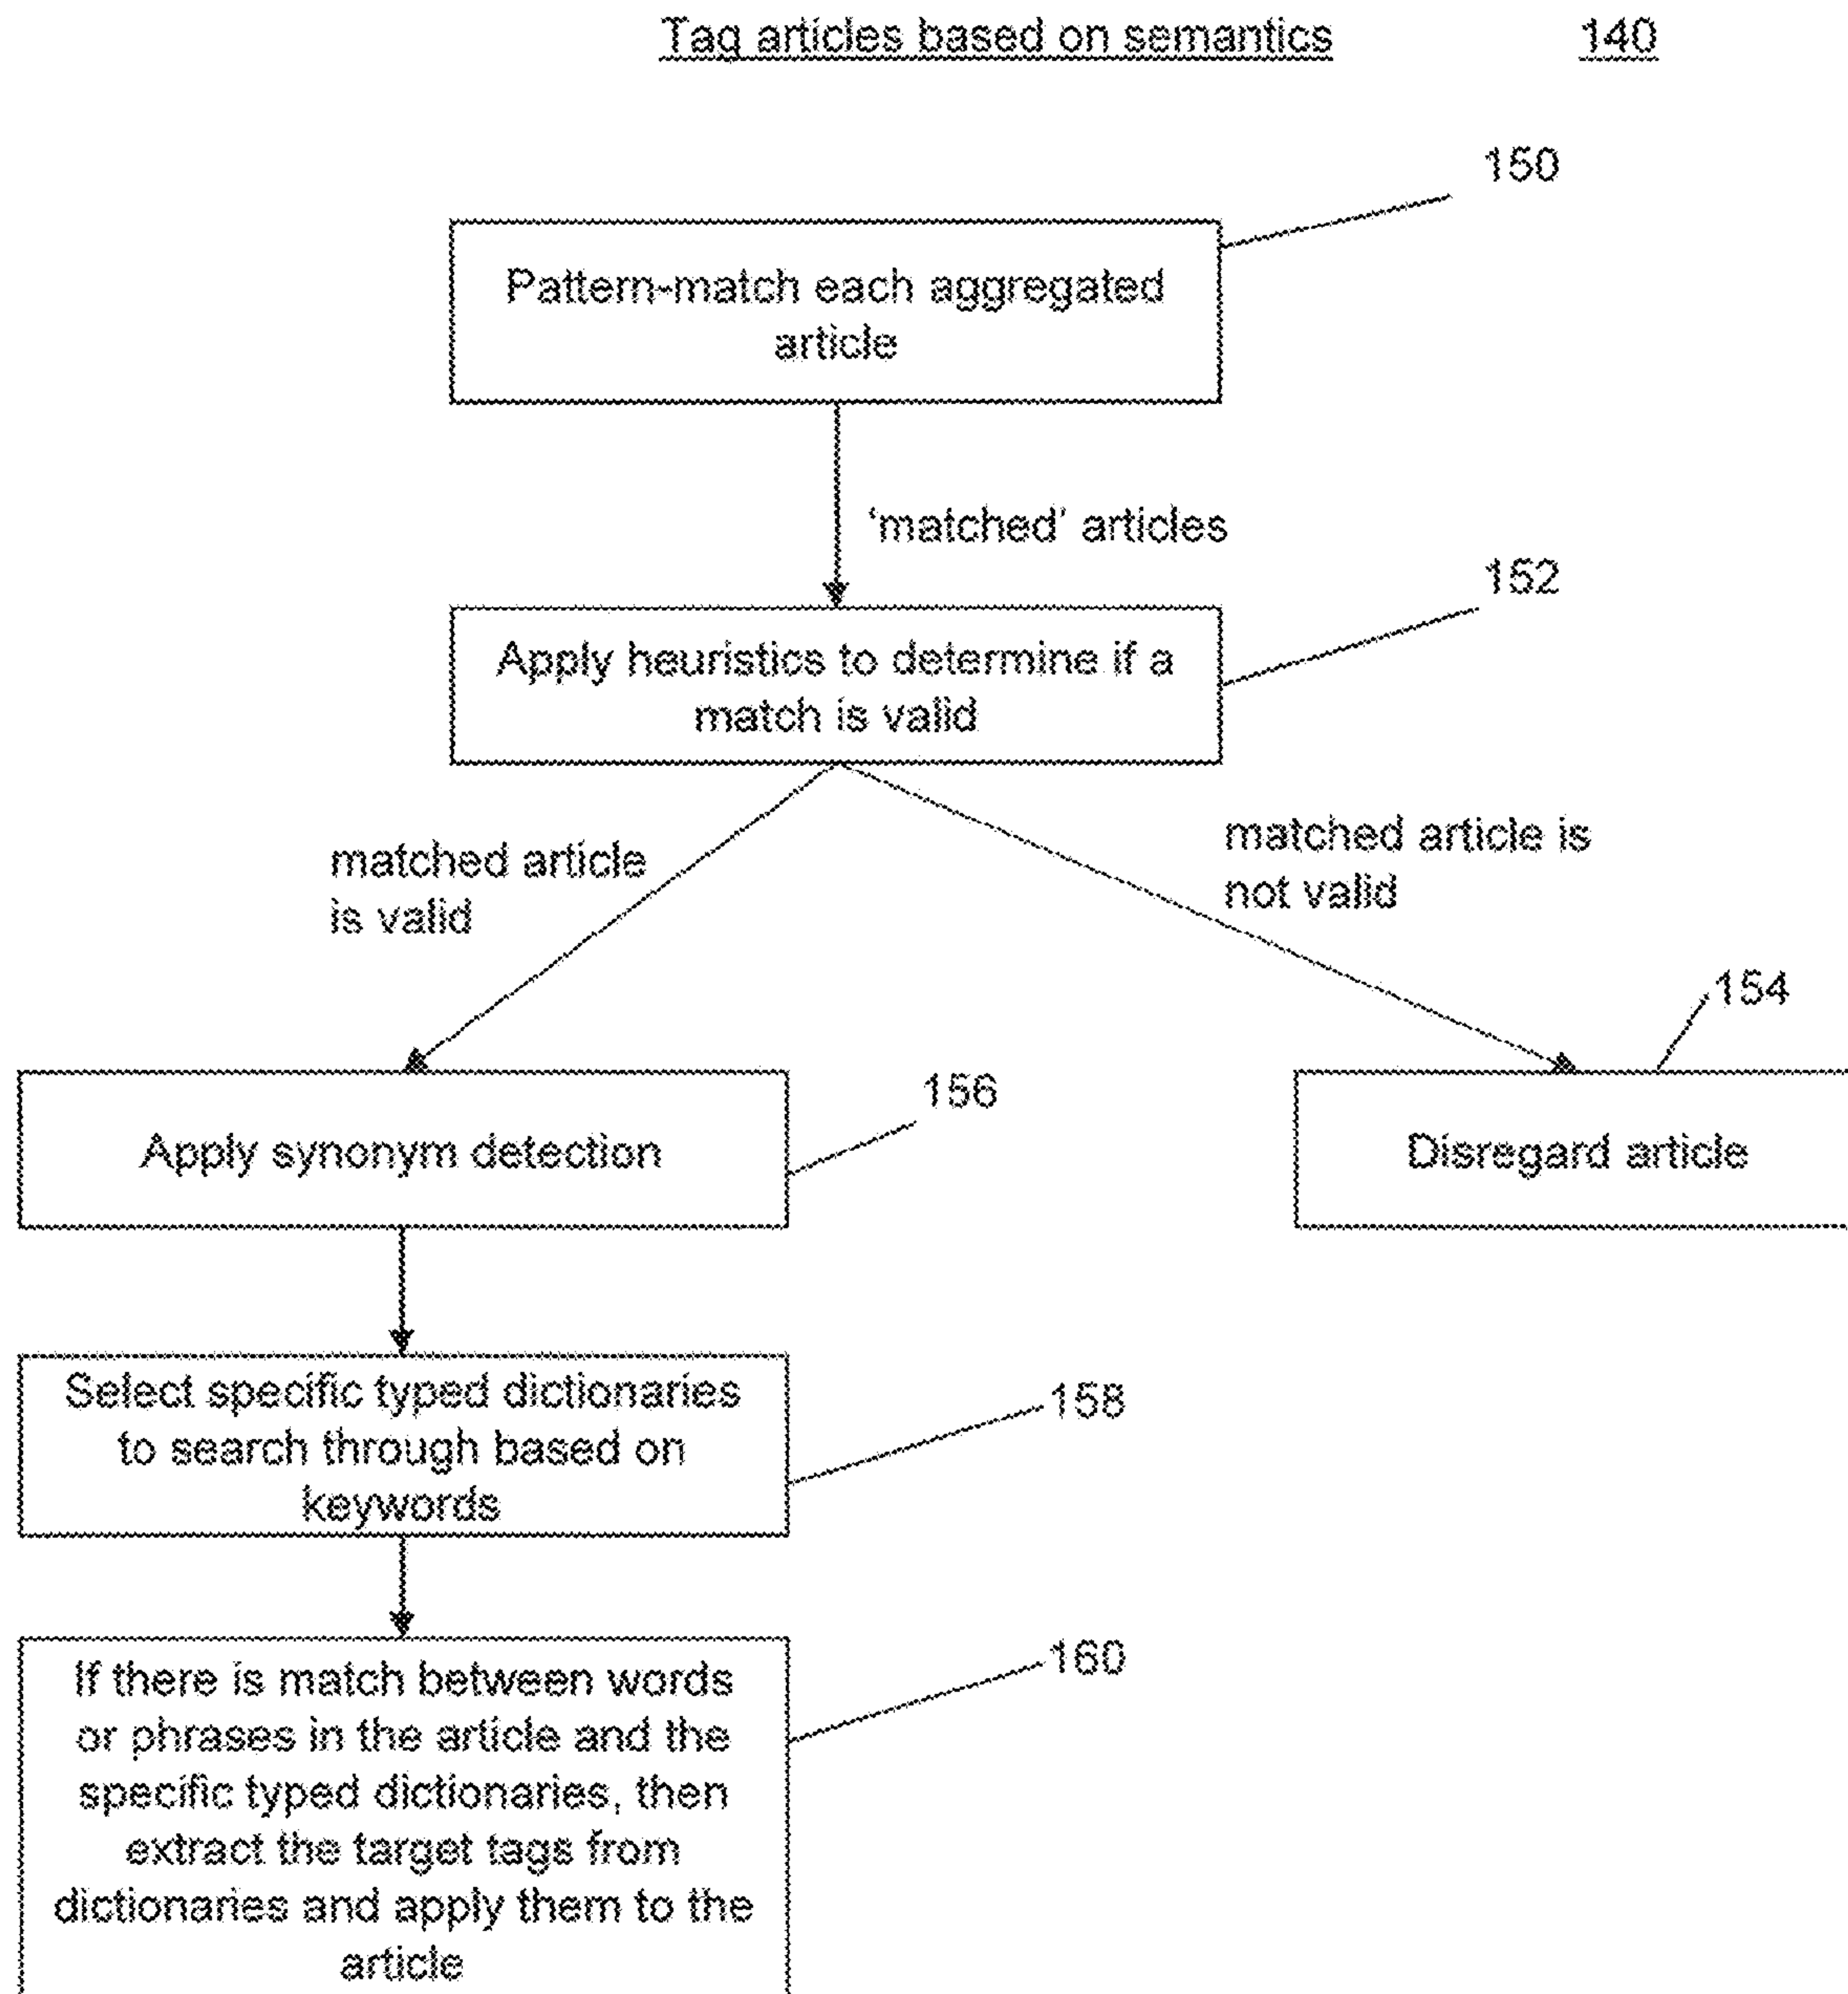 Tag articles based on semantics 140
150
Pattern-match each aggregated
article
'matched' articles
152
Apply heuristics to determine if a
match is valid
matched article
is valid
matched article is
not valid
154
156
Apply synonym detection
Disregard article
Select specific typed dictionaries
to search through based on
keywords
158
If there is match between words
or phrases in the article and the
specific typed dictionaries, then
extract the target tags from
dictionaries and apply them to the
article
160